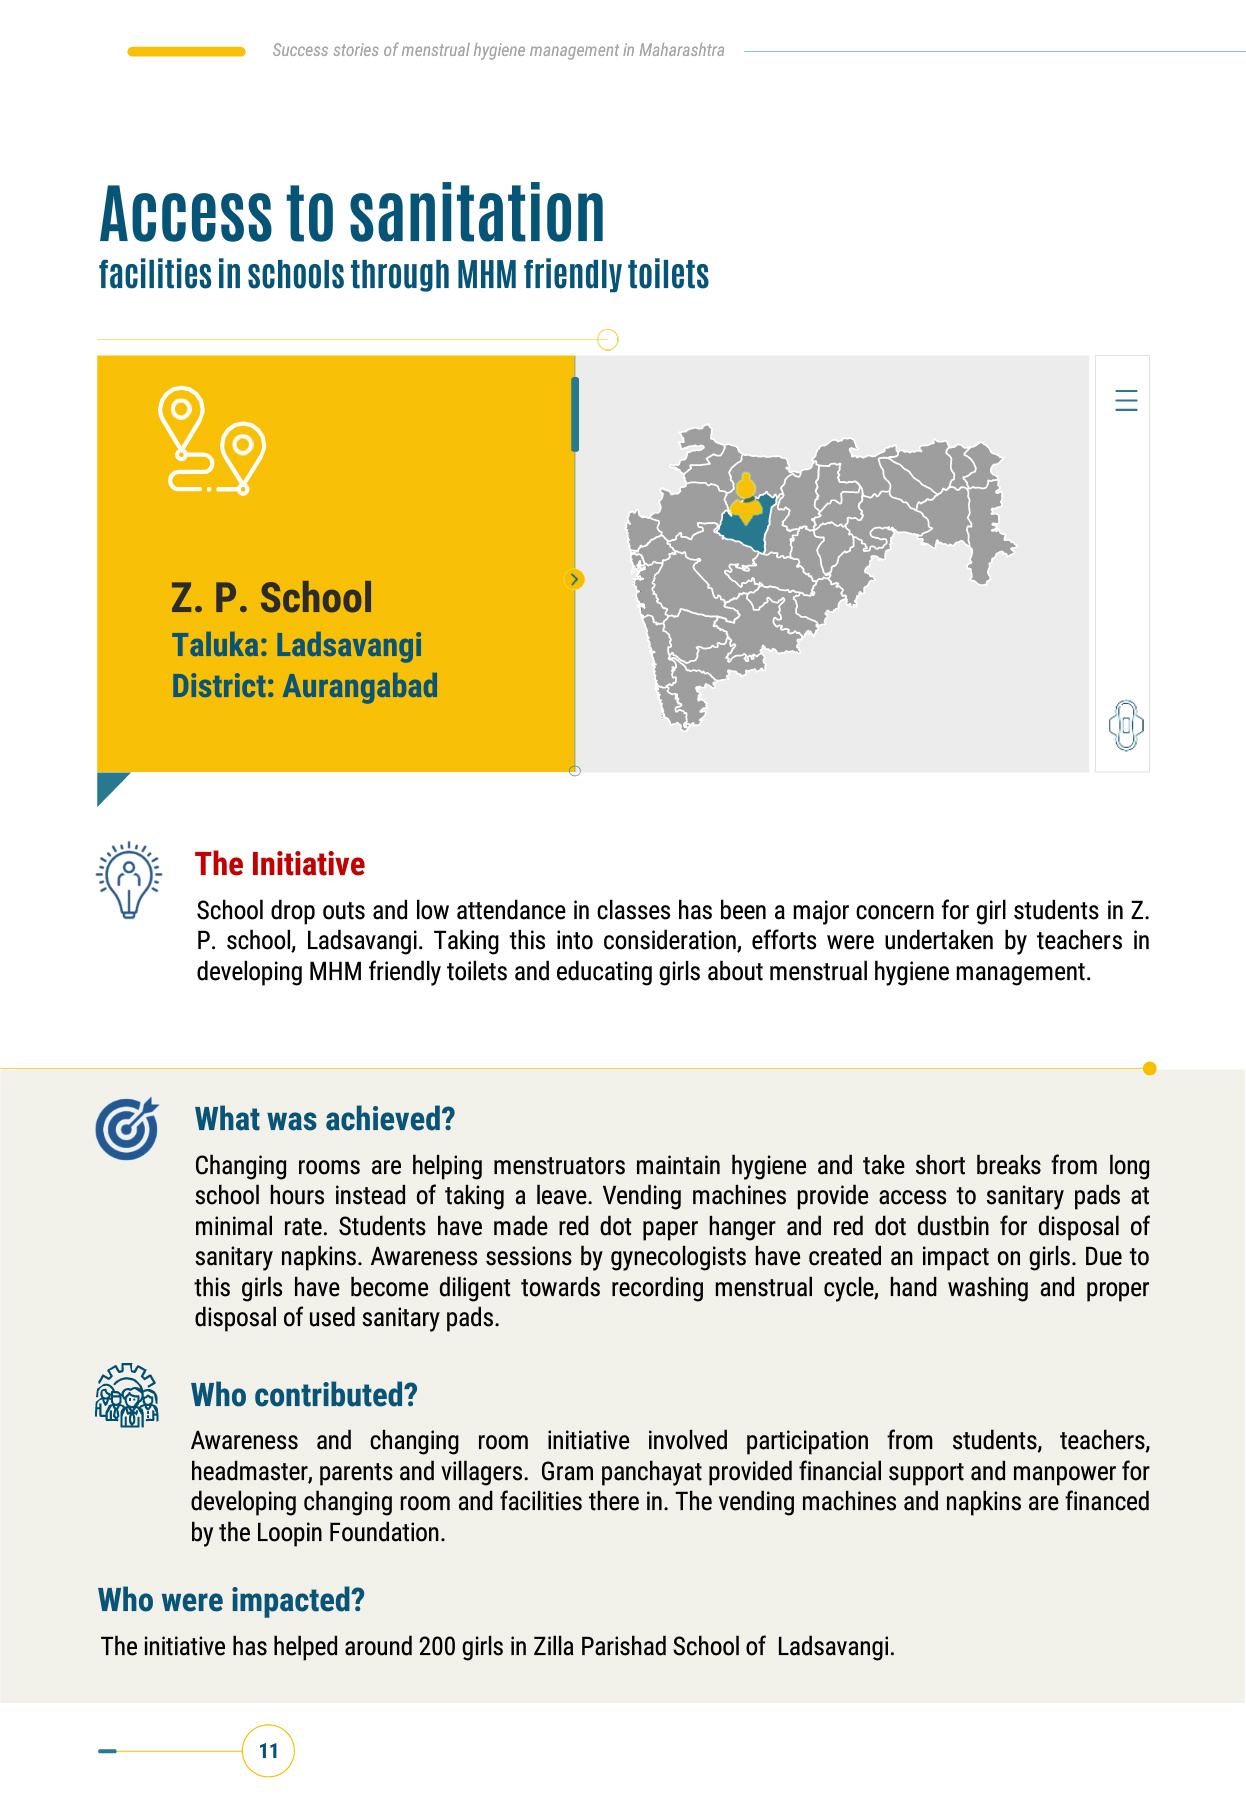 Success stories of menstrual hygiene management in Maharashtra
Access to sanitation
facilities in schools through MHM friendly toilets
Z. P. School
Taluka: Ladsavangi
District: Aurangabad
The Initiative
School drop outs and low attendance in classes has been a major concern for girl students in Z.
P. school, Ladsavangi. Taking this into consideration, efforts were undertaken by teachers in
developing MHM friendly toilets and educating girls about menstrual hygiene management.
What was achieved?
Changing rooms are helping menstruators maintain hygiene and take short breaks from long
school hours instead of taking a leave. Vending machines provide access to sanitary pads at
minimal rate. Students have made red dot paper hanger and red dot dustbin for disposal of
sanitary napkins. Awareness sessions by gynecologists have created an impact on girls. Due to
this girls have become diligent towards recording menstrual cycle, hand washing and proper
disposal of used sanitary pads.
Who contributed?
Awareness and changing room initiative involved participation from students, teachers,
headmaster, parents and villagers.  Gram panchayat provided financial support and manpower for
developing changing room and facilities there in. The vending machines and napkins are financed
by the Loopin Foundation.
Who were impacted?
The initiative has helped around 200 girls in Zilla Parishad School of  Ladsavangi.
11